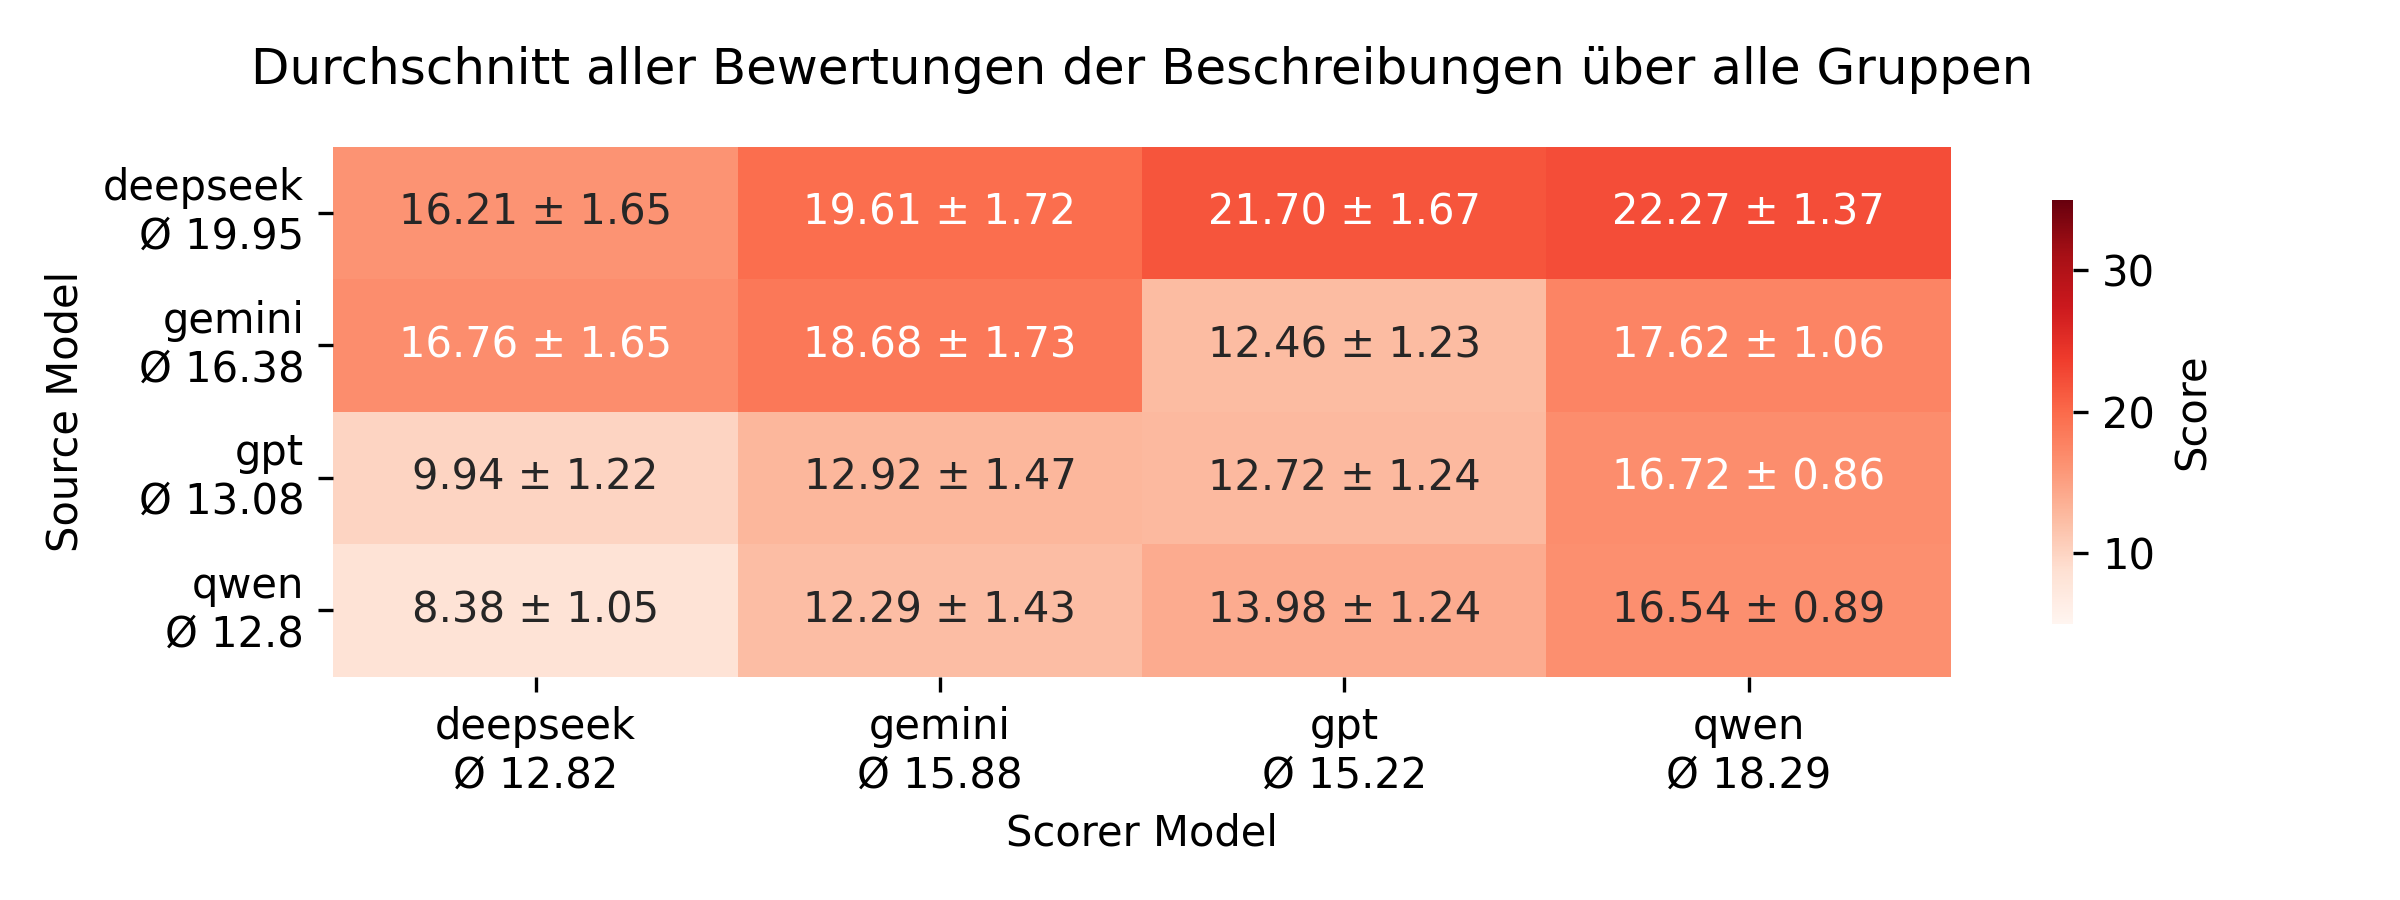 Durchschnitt aller Bewertungen der Beschreibungen über alle Gruppen
Source Model
deepseek
Ø 19.95
16.21 ± 1.65
19.61 ± 1.72
21.70 ± 1.67
22.27 ± 1.37
gemini
Ø 16.38
16.76 ± 1.65
18.68 ± 1.73
12.46 ± 1.23
17.62 ± 1.06
gpt
Ø 13.08
9.94 ± 1.22
12.92 ± 1.47
12.72 ± 1.24
16.72 ± 0.86
qwen
Ø 12.8
8.38 ± 1.05
12.29 ± 1.43
13.98 ± 1.24
16.54 ± 0.89
deepseek
Ø 12.82
gemini
Ø 15.88
gpt
Ø 15.22
qwen
Ø 18.29
Scorer Model
30
20
10
Score